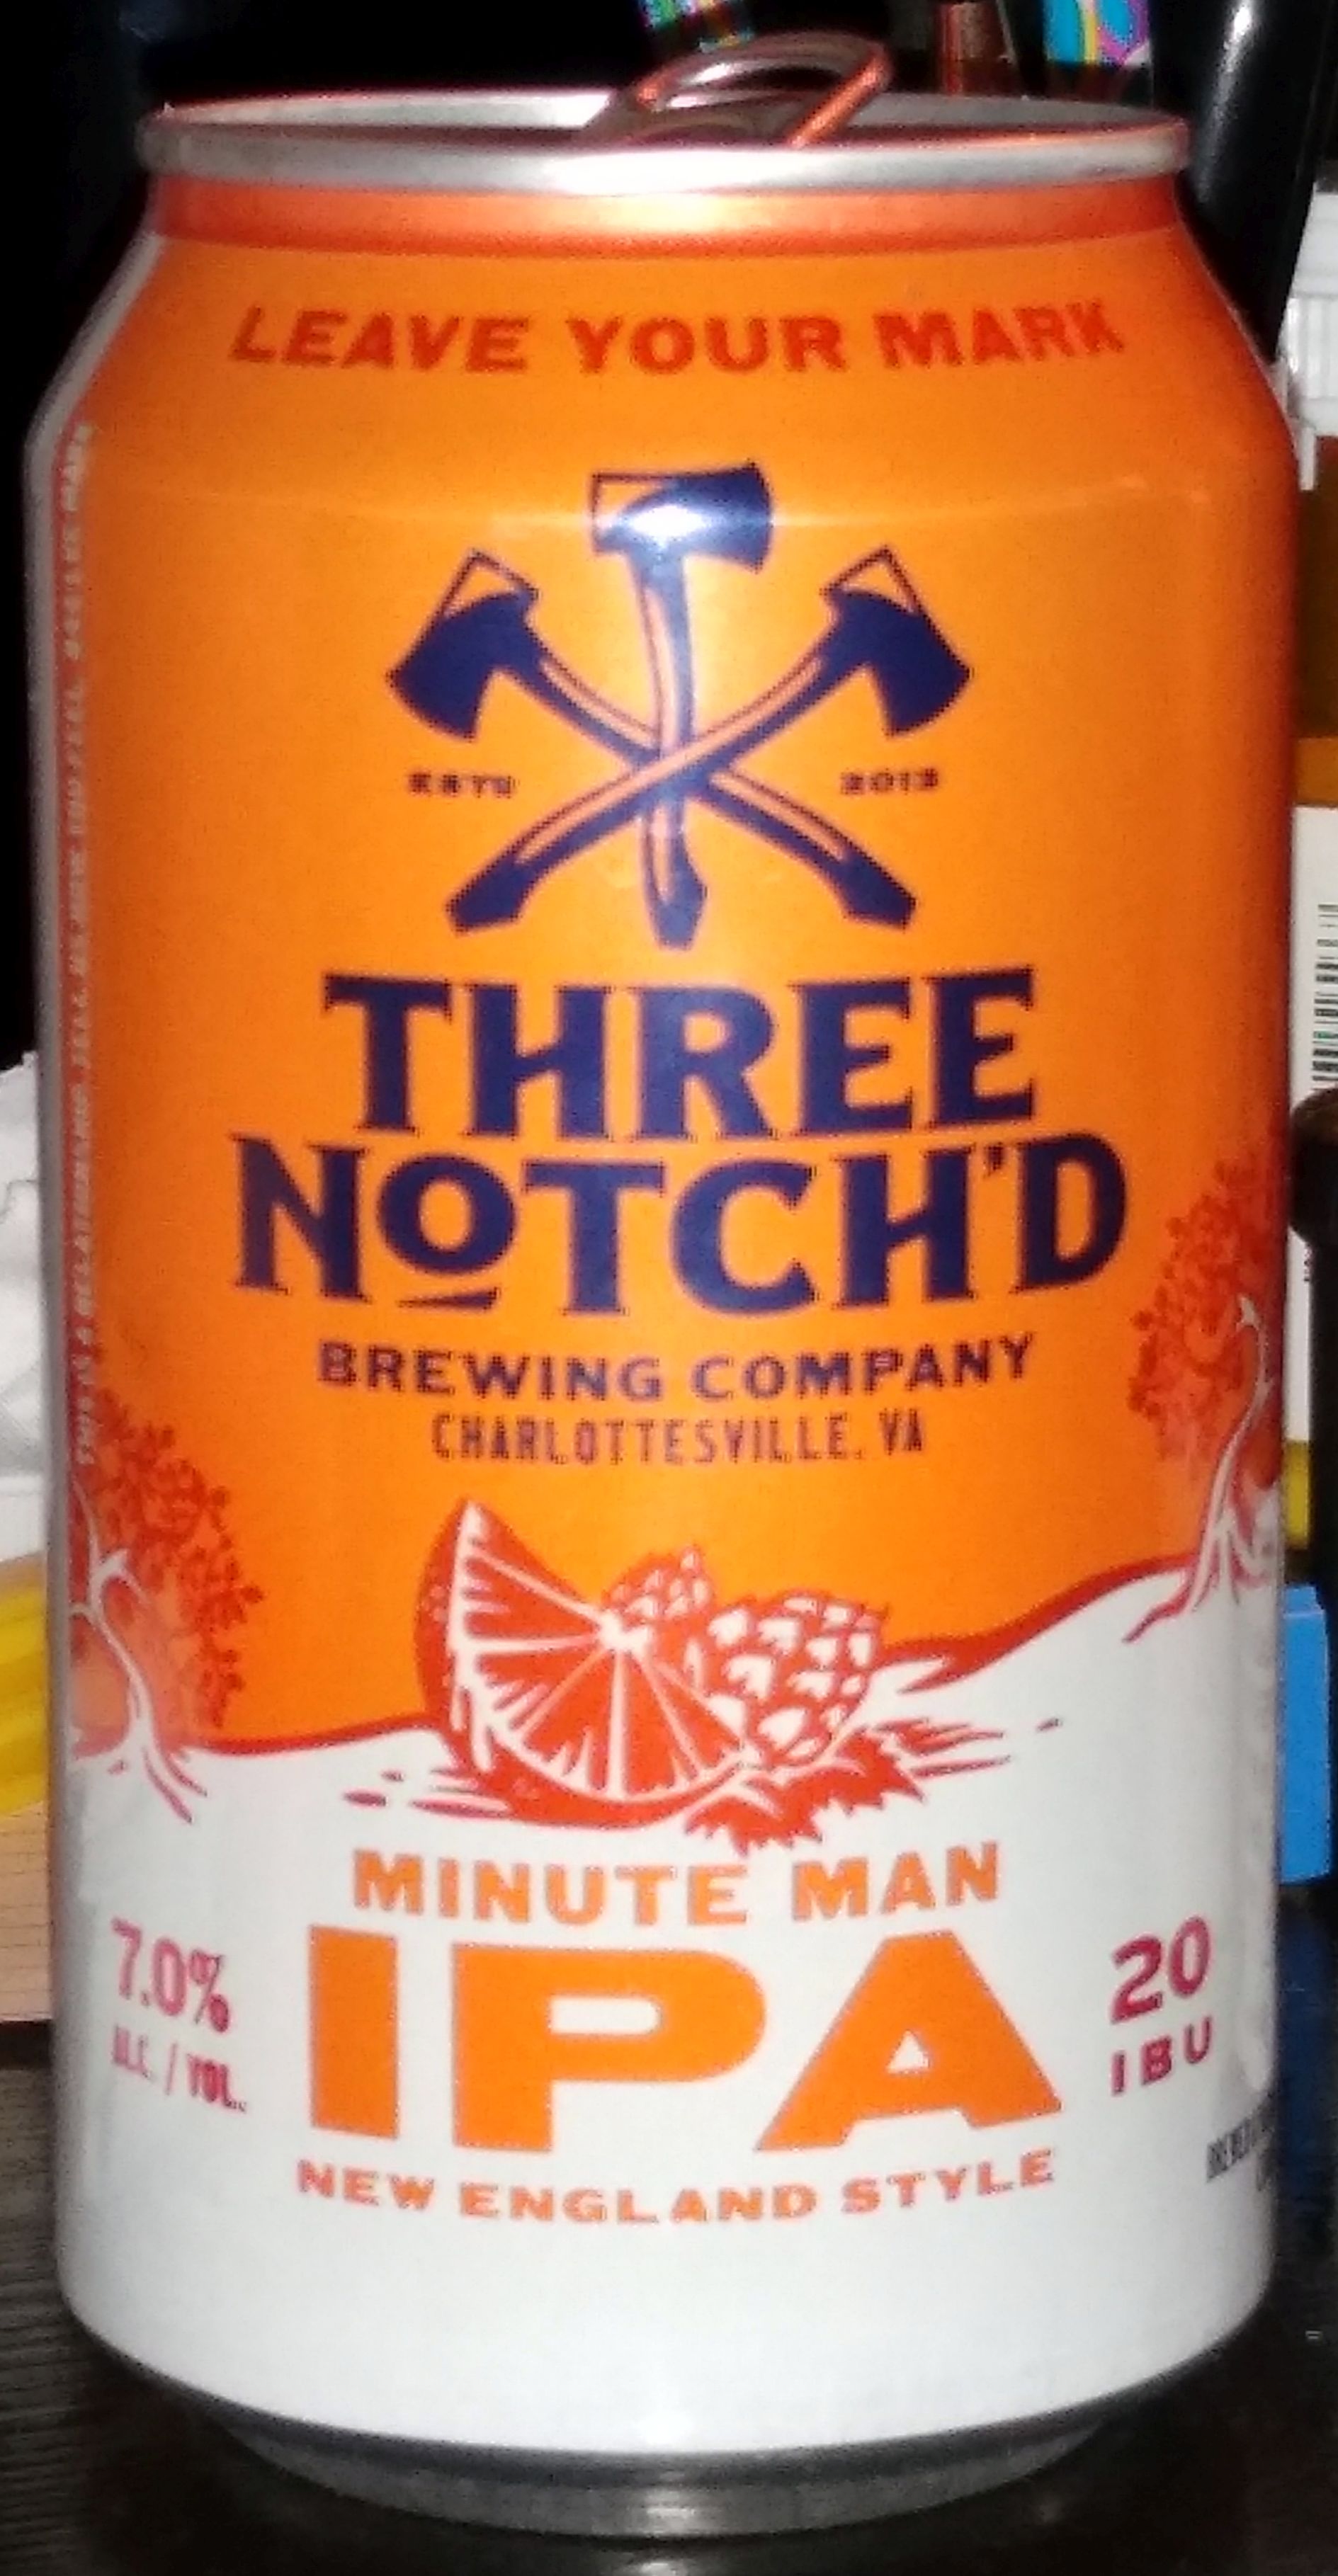 LEAVE YOUR MARK
ESTD 2013
THREE
NOTCH'D
BREWING COMPANY
CHARLOTTESVILLE, VA
MINUTE MAN
IPA
7.0%
ALC. / VOL.
20
IBU
NEW ENGLAND STYLE